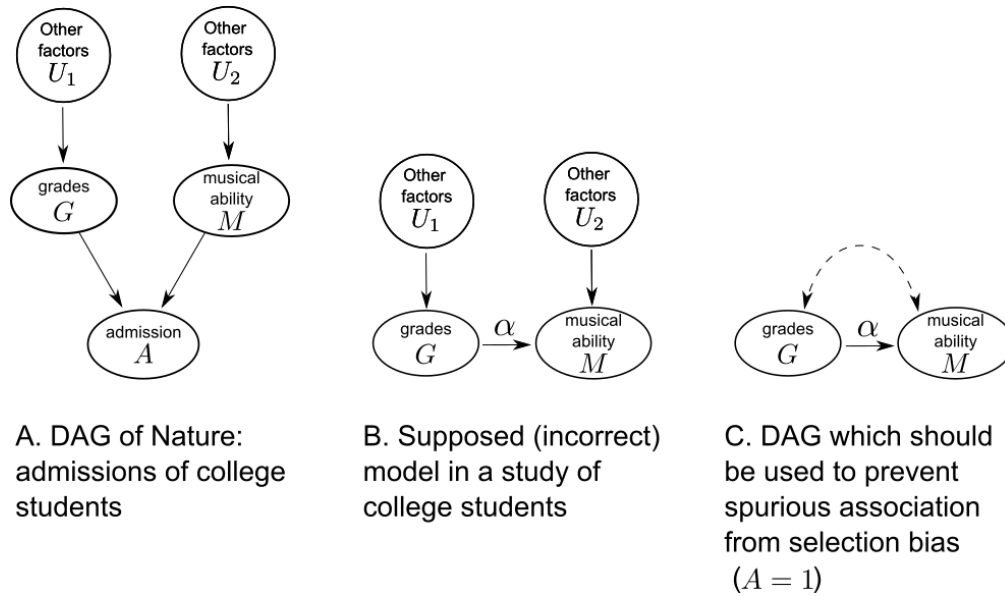 Other
factors
U₁
Other
factors
U₂
grades
G
musical
ability
M
admission
A
A. DAG of Nature:
admissions of college
students
Other
factors
U₁
Other
factors
U₂
grades
G
α
musical
ability
M
B. Supposed (incorrect)
model in a study of
college students
grades
G
α
musical
ability
M
C. DAG which should
be used to prevent
spurious association
from selection bias
(A = 1)